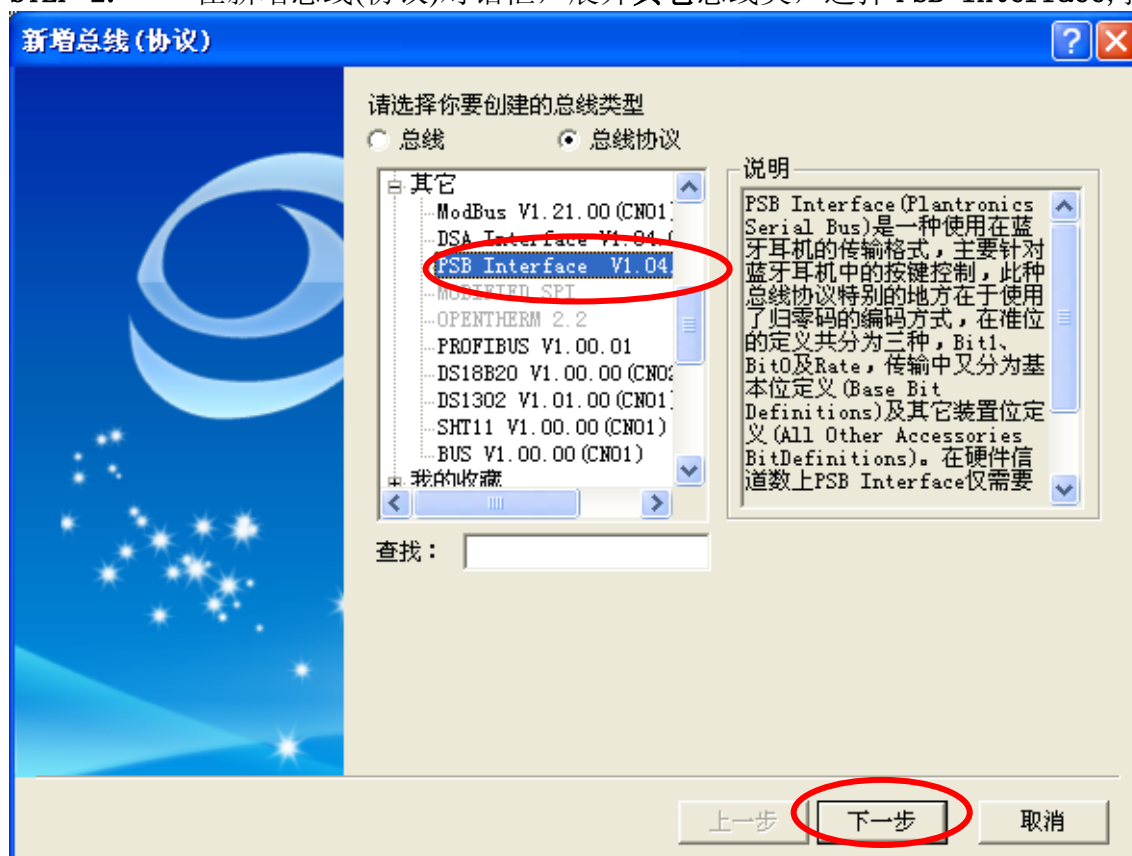 新增总线(协议)
请选择你要创建的总线类型
总线 总线协议
其它
ModBus V1.21.00(CN01)
DSA Interface V1.04.(
PSB Interface V1.04.
MODIFIED SPI
OPENTHERM 2.2
PROFIBUS V1.00.01
DS18B20 V1.00.00(CN02
DS1302 V1.01.00(CN01)
SHT11 V1.00.00(CN01)
BUS V1.00.00(CN01)
我的收藏
查找：
说明
PSB Interface(Plantronics
Serial Bus)是一种使用在蓝
牙耳机的传输格式，主要针对
蓝牙耳机中的按键控制，此种
总线协议特别的地方在于使用
了归零码的编码方式，在准位
的定义共分为三种，Bit1、
Bit0及Rate，传输中又分为基
本位定义(Base Bit
Definitions)及其它装置位定
义(All Other Accessories
BitDefinitions)。在硬件信
道数上PSB Interface仅需要
上一步 下一步 取消